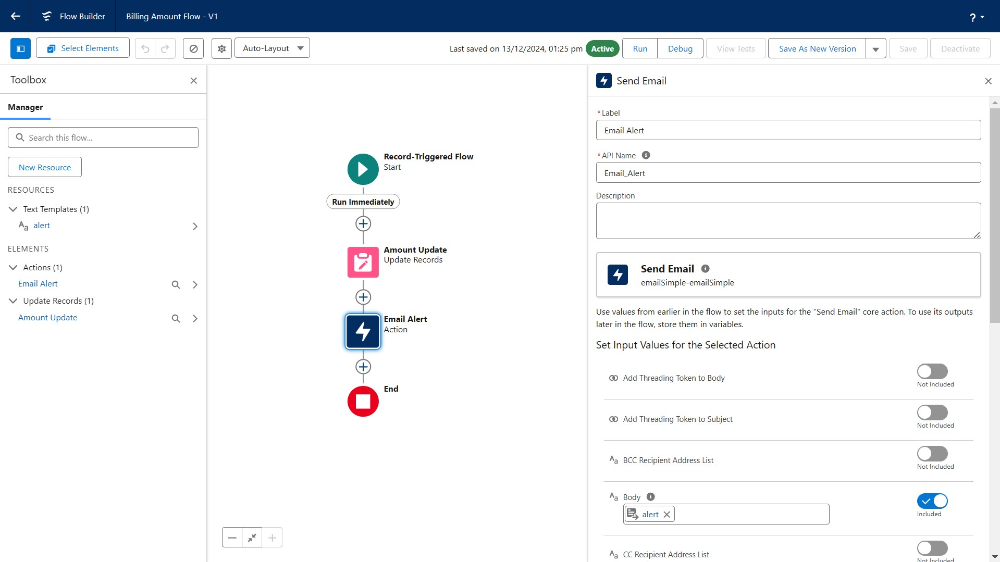 Flow Builder
Billing Amount Flow - V1
?
Select Elements
Auto-Layout
Last saved on 13/12/2024, 01:25 pm
Active
Run
Debug
View Tests
Save As New Version
Save
Deactivate
Toolbox
Manager
Search this flow...
New Resource
RESOURCES
Text Templates (1)
Aa alert
ELEMENTS
Actions (1)
Email Alert
Update Records (1)
Amount Update
Record-Triggered Flow
Start
Run Immediately
Amount Update
Update Records
Email Alert
Action
End
Send Email
*Label
Email Alert
*API Name
Email_Alert
Description
Send Email
emailSimple-emailSimple
Use values from earlier in the flow to set the inputs for the "Send Email" core action. To use its outputs
later in the flow, store them in variables.
Set Input Values for the Selected Action
Add Threading Token to Body
Not Included
Add Threading Token to Subject
Not Included
Aa BCC Recipient Address List
Not Included
Aa Body
alert
Included
Aa CC Recipient Address List
Not Included